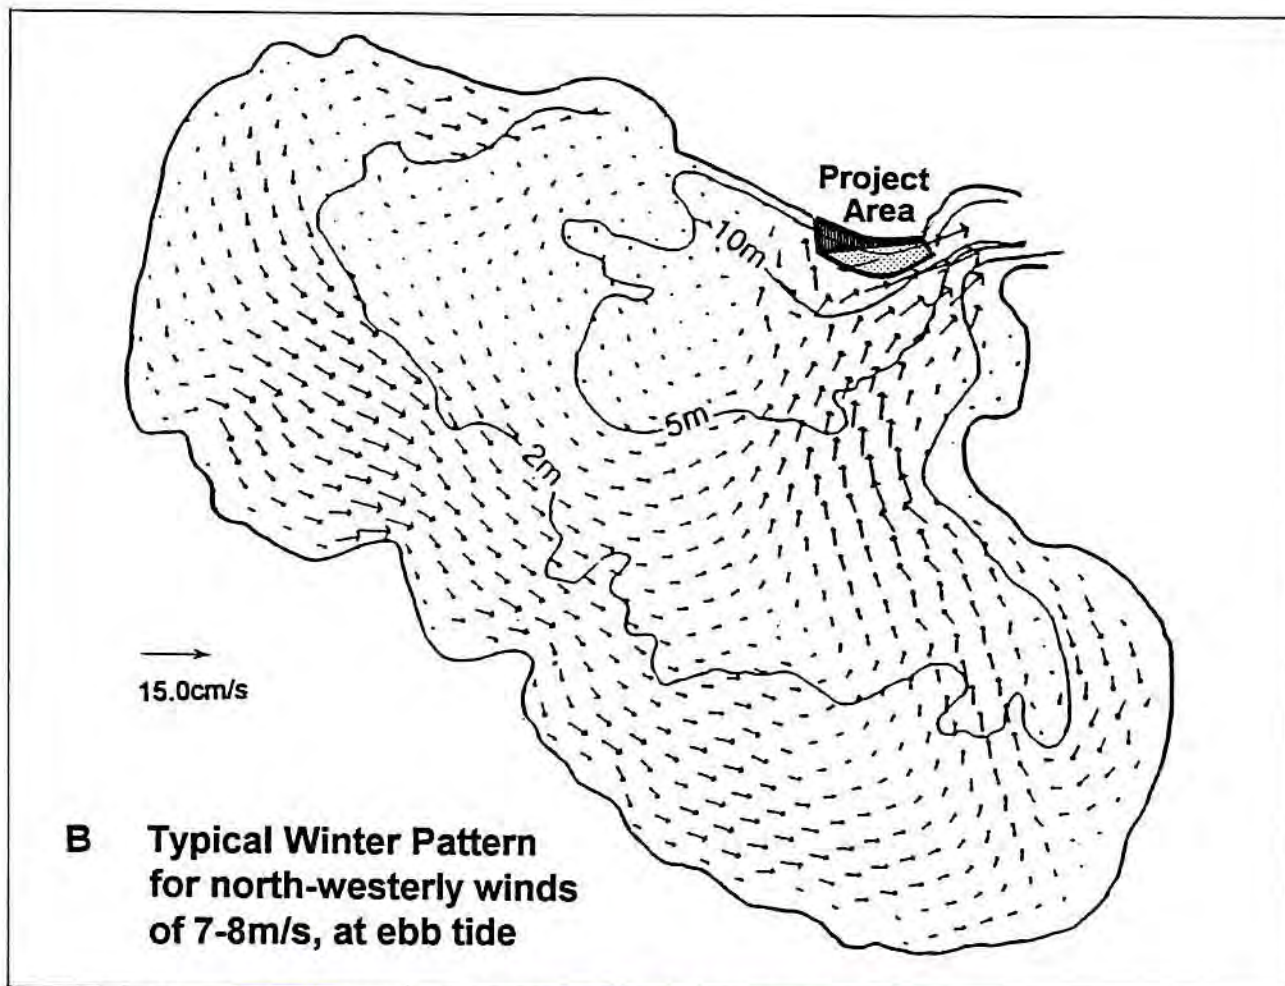 Project
Area
10m
5m
2m
15.0cm/s
B Typical Winter Pattern
for north-westerly winds
of 7-8m/s, at ebb tide